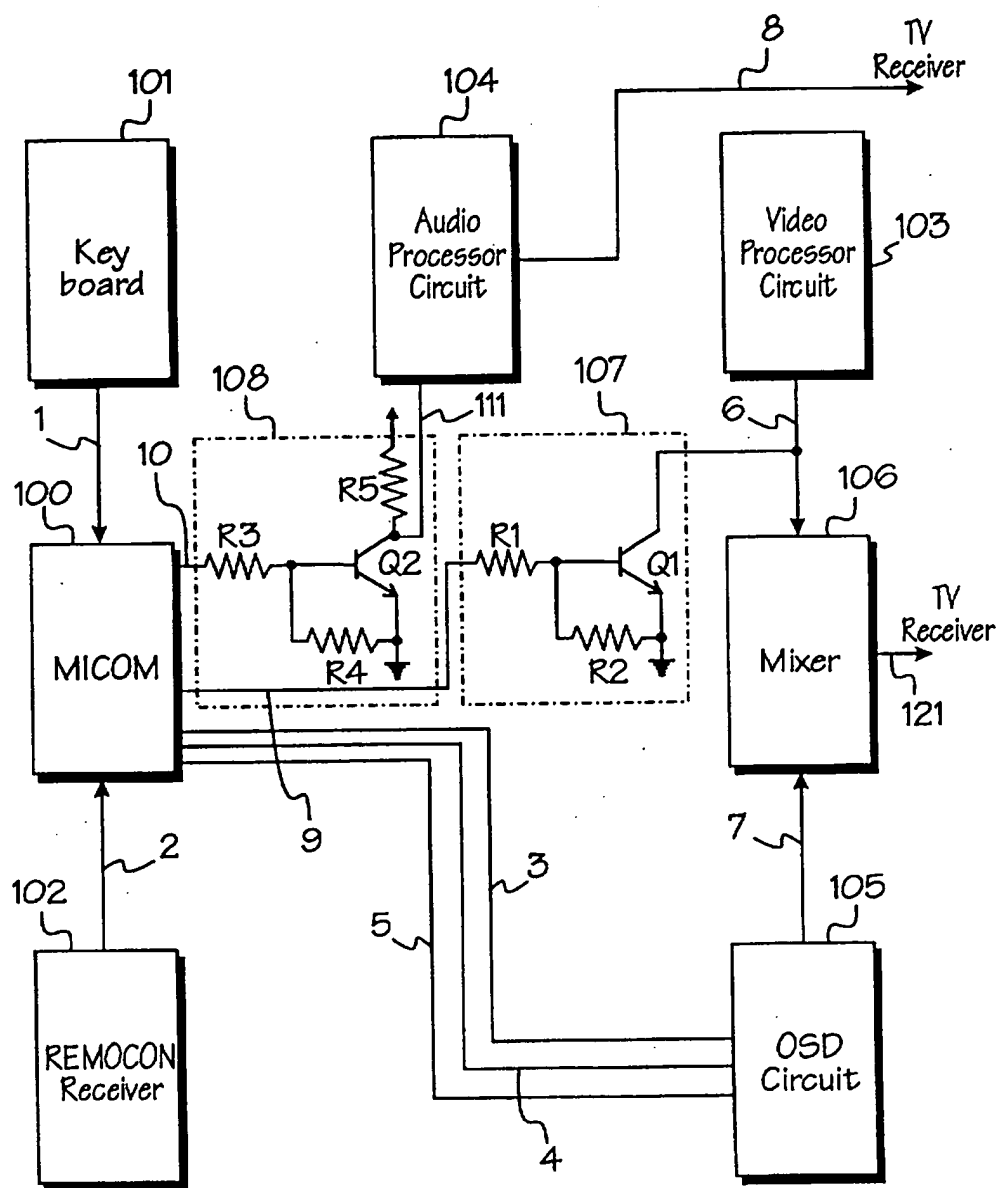 8
TV
Receiver
101
104
Key
board
Audio
Processor
Circuit
Video
Processor
Circuit
103
108
107
1
111
6
10
R5
100
106
R3
Q2
R1
Q1
TV
Receiver
MICOM
R4
R2
Mixer
121
9
2
3
7
102
5
105
REMOCON
Receiver
OSD
Circuit
4